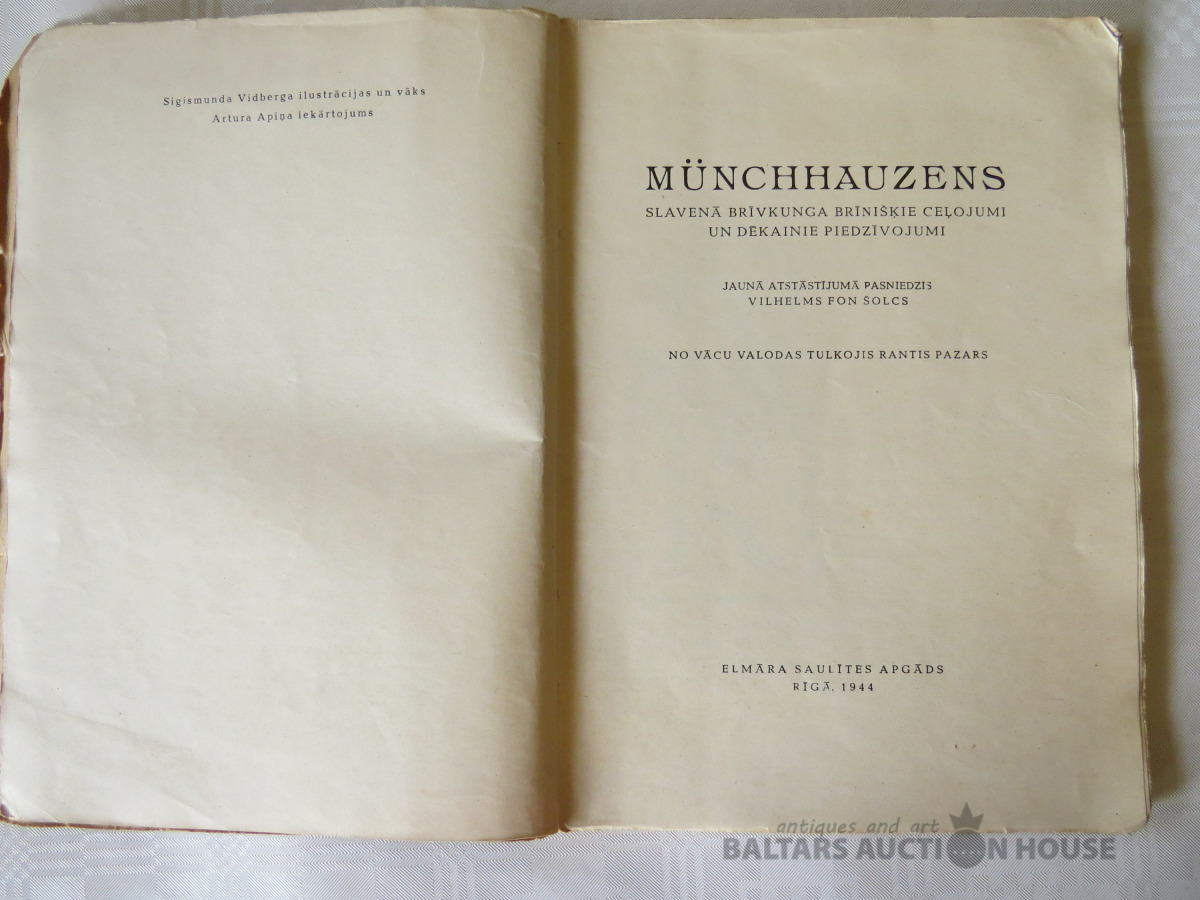 Sigismunda Vidberga ilustrācijas un vāks
Artura Apiņa iekārtojums
MÜNCHHAUZENS
SLAVENĀ BRĪVKUNGA BRĪNIŠĶIE CEĻOJUMI
UN DĒKAINIE PIEDZĪVOJUMI
JAUNĀ ATSTĀSTĪJUMĀ PASNIEDZIS
VILHELMS FON ŠOLCS
NO VĀCU VALODAS TULKOJIS RANTIS PAZARS
ELMĀRA SAULĪTES APGĀDS
RĪGĀ, 1944
antiques and art
BALTARS AUCTION HOUSE